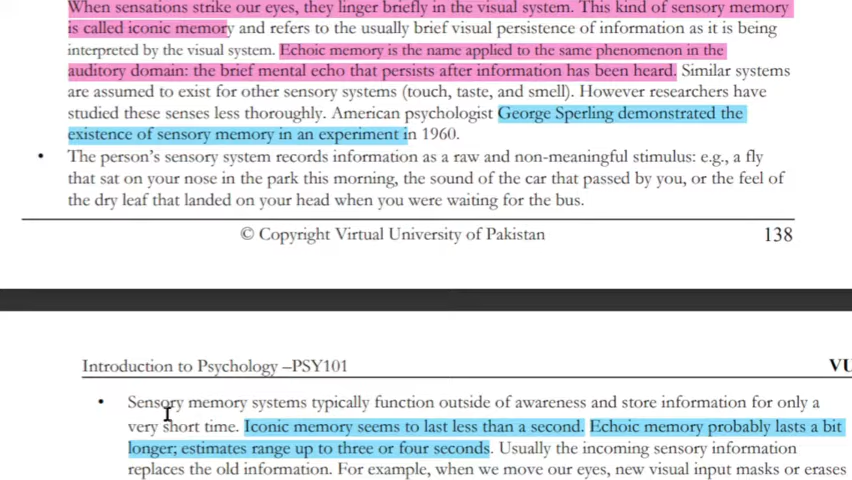 When sensations strike our eyes, they linger briefly in the visual system. This kind of sensory memory
is called iconic memory and refers to the usually brief visual persistence of information as it is being
interpreted by the visual system. Echoic memory is the name applied to the same phenomenon in the
auditory domain: the brief mental echo that persists after information has been heard. Similar systems
are assumed to exist for other sensory systems (touch, taste, and smell). However researchers have
studied these senses less thoroughly. American psychologist George Sperling demonstrated the
existence of sensory memory in an experiment in 1960.
• The person's sensory system records information as a raw and non-meaningful stimulus: e.g., a fly
that sat on your nose in the park this morning, the sound of the car that passed by you, or the feel of
the dry leaf that landed on your head when you were waiting for the bus.
© Copyright Virtual University of Pakistan 138
Introduction to Psychology –PSY101 VU
• Sensory memory systems typically function outside of awareness and store information for only a
very short time. Iconic memory seems to last less than a second. Echoic memory probably lasts a bit
longer; estimates range up to three or four seconds. Usually the incoming sensory information
replaces the old information. For example, when we move our eyes, new visual input masks or erases